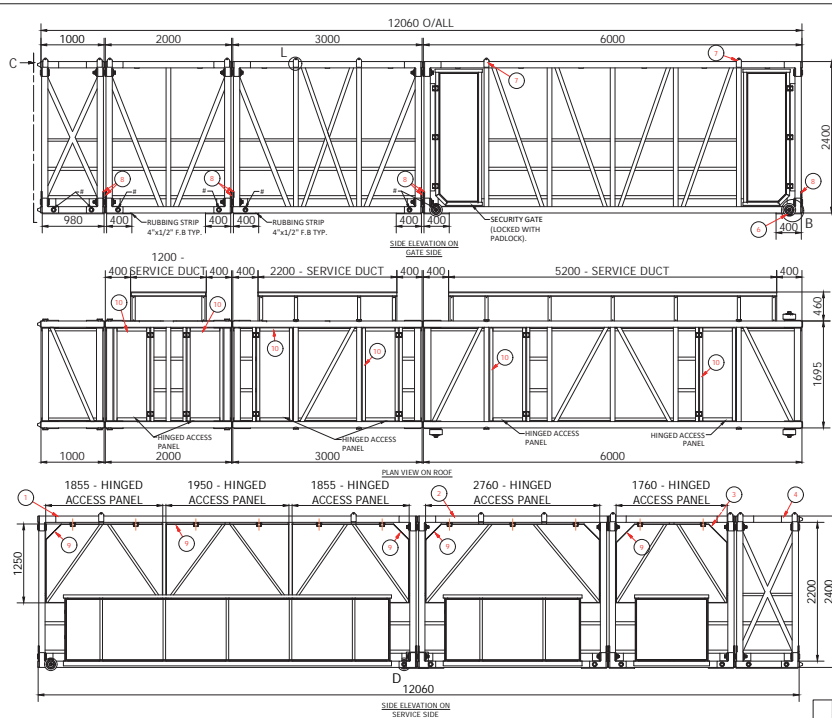 12060 O/ALL
1000 2000 3000 6000
C L 7 7
2400
8 8 8 8
# # # # #
980 400 400 400 400 400 400
RUBBING STRIP
4"x1/2" F.B TYP.
RUBBING STRIP
4"x1/2" F.B TYP.
SECURITY GATE
(LOCKED WITH
PADLOCK).
6 B
SIDE ELEVATION ON
GATE SIDE
1200 -
400 SERVICE DUCT 400 400 2200 - SERVICE DUCT 400 400 5200 - SERVICE DUCT 400
460
10 10 10 10 10 10
1695
HINGED ACCESS
PANEL
HINGED ACCESS
PANEL
HINGED ACCESS
PANEL
HINGED ACCESS
PANEL
1000 2000 3000 6000
PLAN VIEW ON ROOF
1855 - HINGED
ACCESS PANEL
1950 - HINGED
ACCESS PANEL
1855 - HINGED
ACCESS PANEL
2760 - HINGED
ACCESS PANEL
1760 - HINGED
ACCESS PANEL
1 2 3 4
9 9 9 9 9
1250
2200 2400
D
12060
SIDE ELEVATION ON
SERVICE SIDE